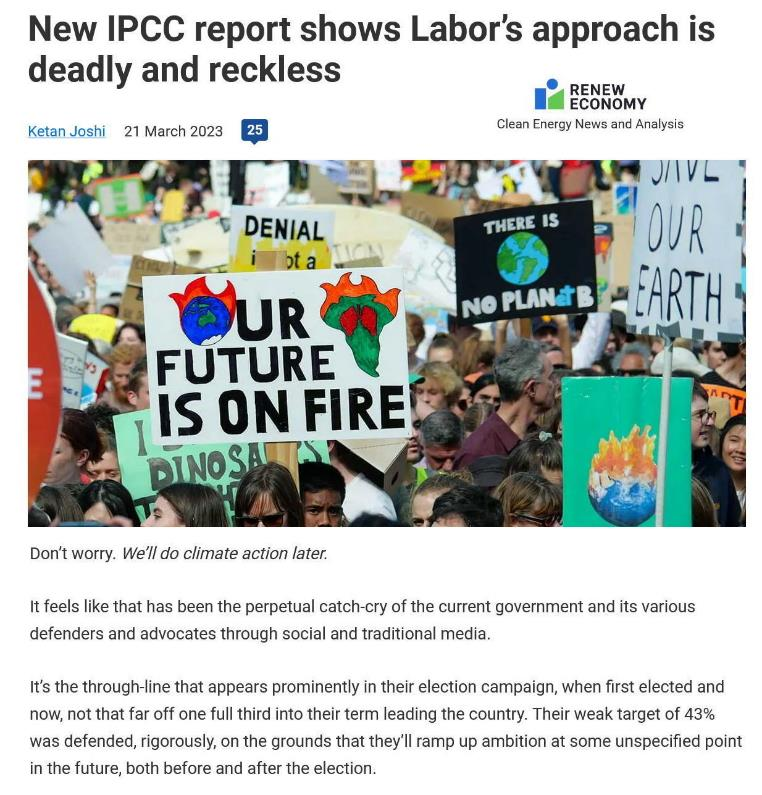 New IPCC report shows Labor's approach is
deadly and reckless
RENEW
ECONOMY
Clean Energy News and Analysis
Ketan Joshi 21 March 2023 25
SAVE
OUR
EARTH
DENIAL
ot a
THERE IS
NO PLANET B
OUR
FUTURE
IS ON FIRE
E
I
DINOSA
Don't worry. We'll do climate action later.
It feels like that has been the perpetual catch-cry of the current government and its various
defenders and advocates through social and traditional media.
It's the through-line that appears prominently in their election campaign, when first elected and
now, not that far off one full third into their term leading the country. Their weak target of 43%
was defended, rigorously, on the grounds that they'll ramp up ambition at some unspecified point
in the future, both before and after the election.